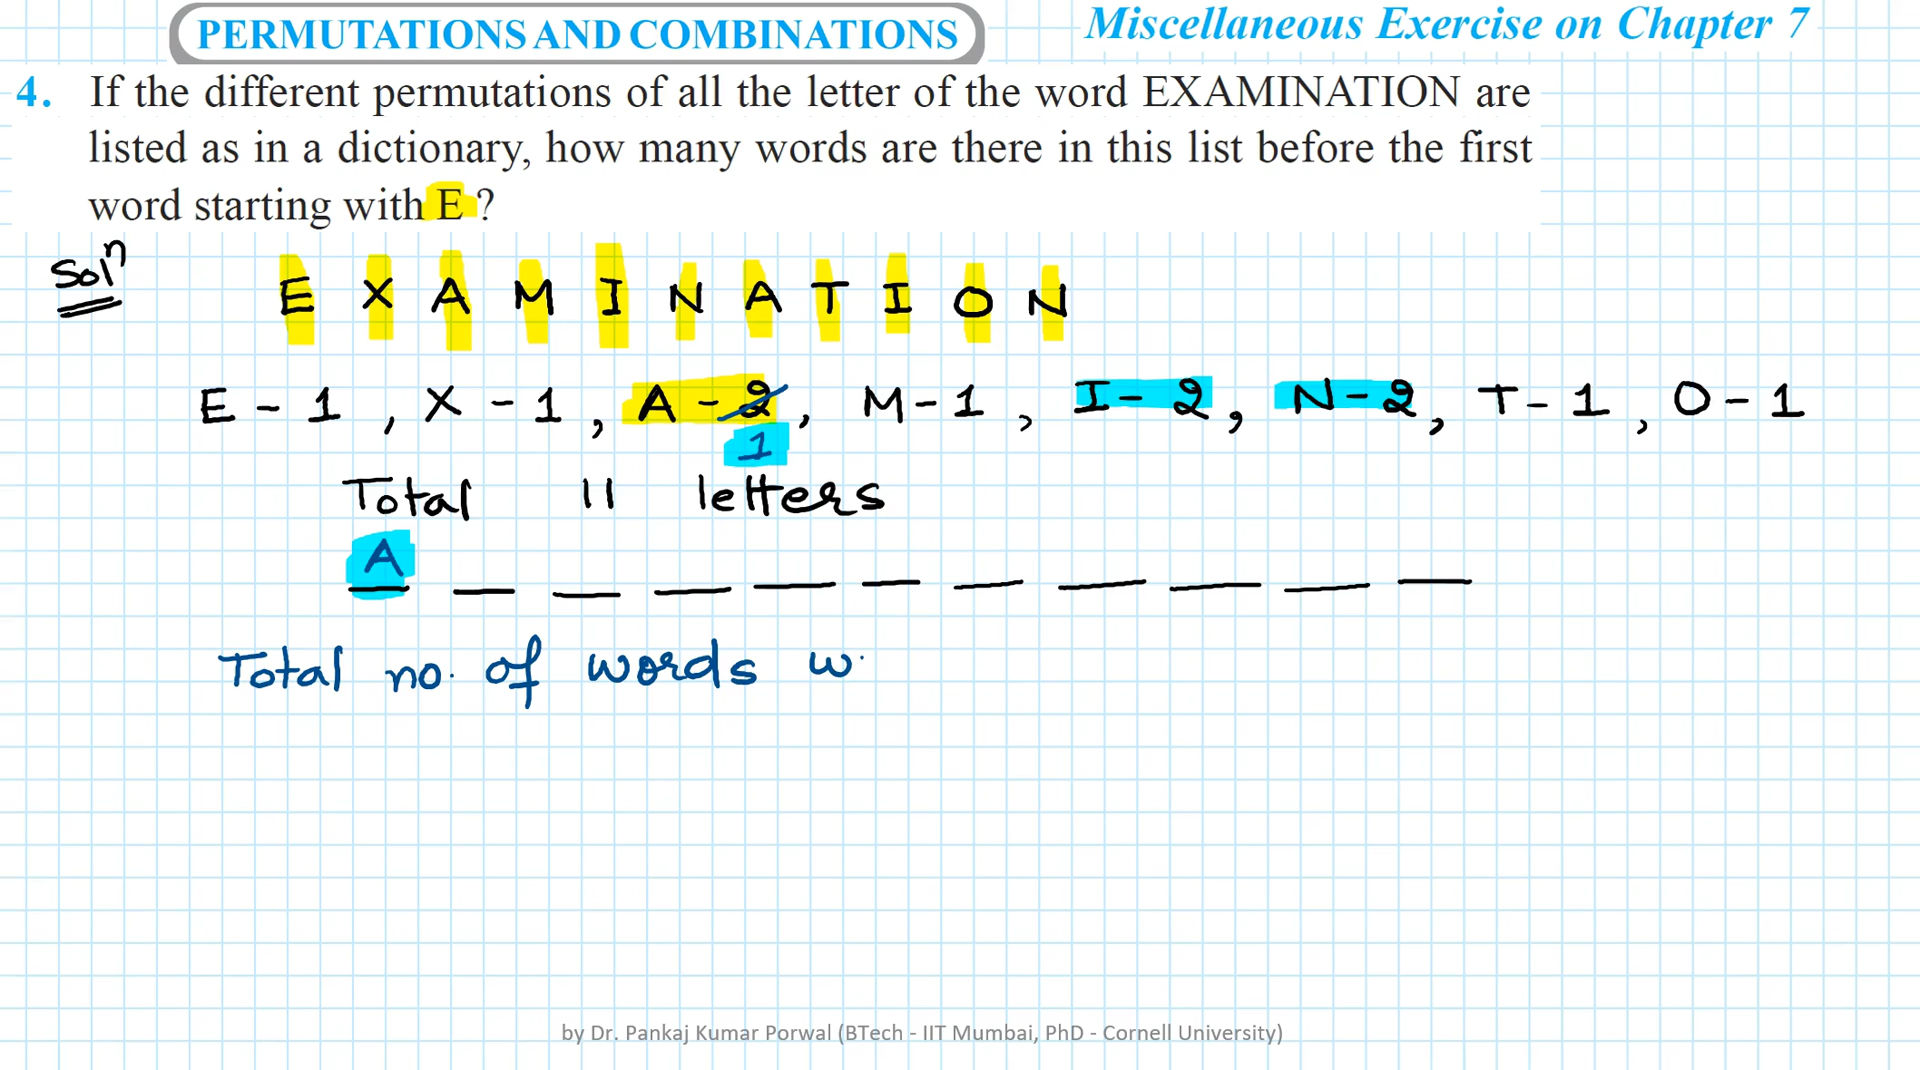 PERMUTATIONS AND COMBINATIONS
Miscellaneous Exercise on Chapter 7
4. If the different permutations of all the letter of the word EXAMINATION are
listed as in a dictionary, how many words are there in this list before the first
word starting with E ?
Solⁿ
E X A M I N A T I O N
E - 1 , X - 1 , A - 2 , M - 1 , I - 2 , N - 2 , T - 1 , O - 1
1
Total 11 letters
A
Total no. of words w.
by Dr. Pankaj Kumar Porwal (BTech - IIT Mumbai, PhD - Cornell University)